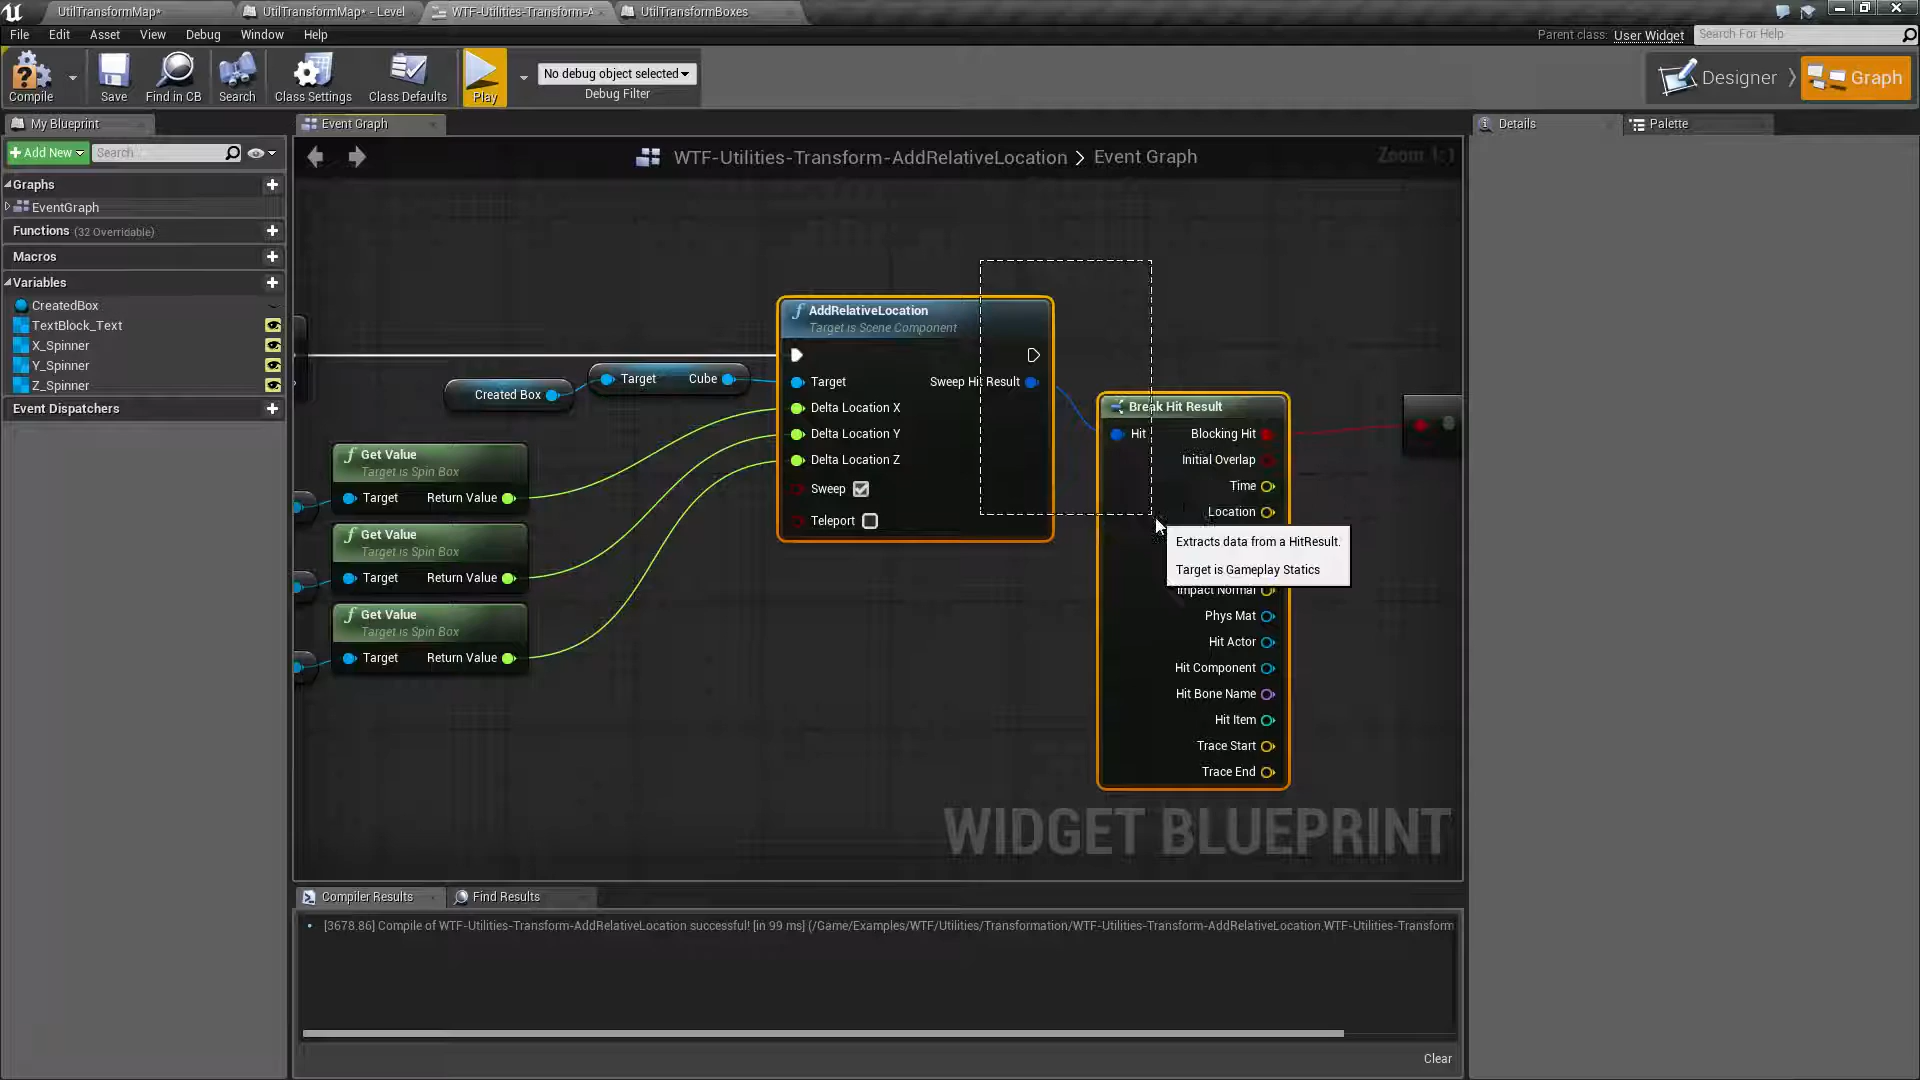 UtilTransformMap*
UtilTransformMap* - Level
WTF-Utilities-Transform-A
UtilTransformBoxes
File Edit Asset View Debug Window Help
Parent class: User Widget
Search For Help
Compile
Save
Find in CB
Search
Class Settings
Class Defaults
Play
No debug object selected
Debug Filter
Designer
Graph
My Blueprint
Event Graph
Details
Palette
Add New
Search
WTF-Utilities-Transform-AddRelativeLocation > Event Graph
Zoom 1:1
Graphs
EventGraph
Functions (32 Overridable)
Macros
Variables
CreatedBox
TextBlock_Text
X_Spinner
Y_Spinner
Z_Spinner
Event Dispatchers
AddRelativeLocation
Target is Scene Component
Target
Sweep Hit Result
Delta Location X
Delta Location Y
Delta Location Z
Sweep
Teleport
Created Box
Target Cube
Get Value
Target is Spin Box
Target Return Value
Get Value
Target is Spin Box
Target Return Value
Get Value
Target is Spin Box
Target Return Value
Break Hit Result
Hit
Blocking Hit
Initial Overlap
Time
Location
Extracts data from a HitResult.
Target is Gameplay Statics
Impact Normal
Phys Mat
Hit Actor
Hit Component
Hit Bone Name
Hit Item
Trace Start
Trace End
WIDGET BLUEPRINT
Compiler Results
Find Results
[3678.86] Compile of WTF-Utilities-Transform-AddRelativeLocation successful! [in 99 ms] (/Game/Examples/WTF/Utilities/Transformation/WTF-Utilities-Transform-AddRelativeLocation.WTF-Utilities-Transform
Clear